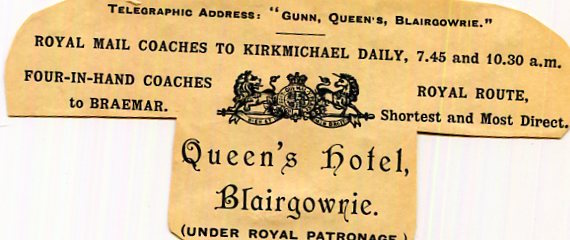 TELEGRAPHIC ADDRESS: "GUNN, QUEEN'S, BLAIRGOWRIE."
ROYAL MAIL COACHES TO KIRKMICHAEL DAILY, 7.45 and 10.30 a.m.
FOUR-IN-HAND COACHES
to BRAEMAR.
ROYAL ROUTE,
Shortest and Most Direct.
Queen's Hotel,
Blairgowrie.
(UNDER ROYAL PATRONAGE.)